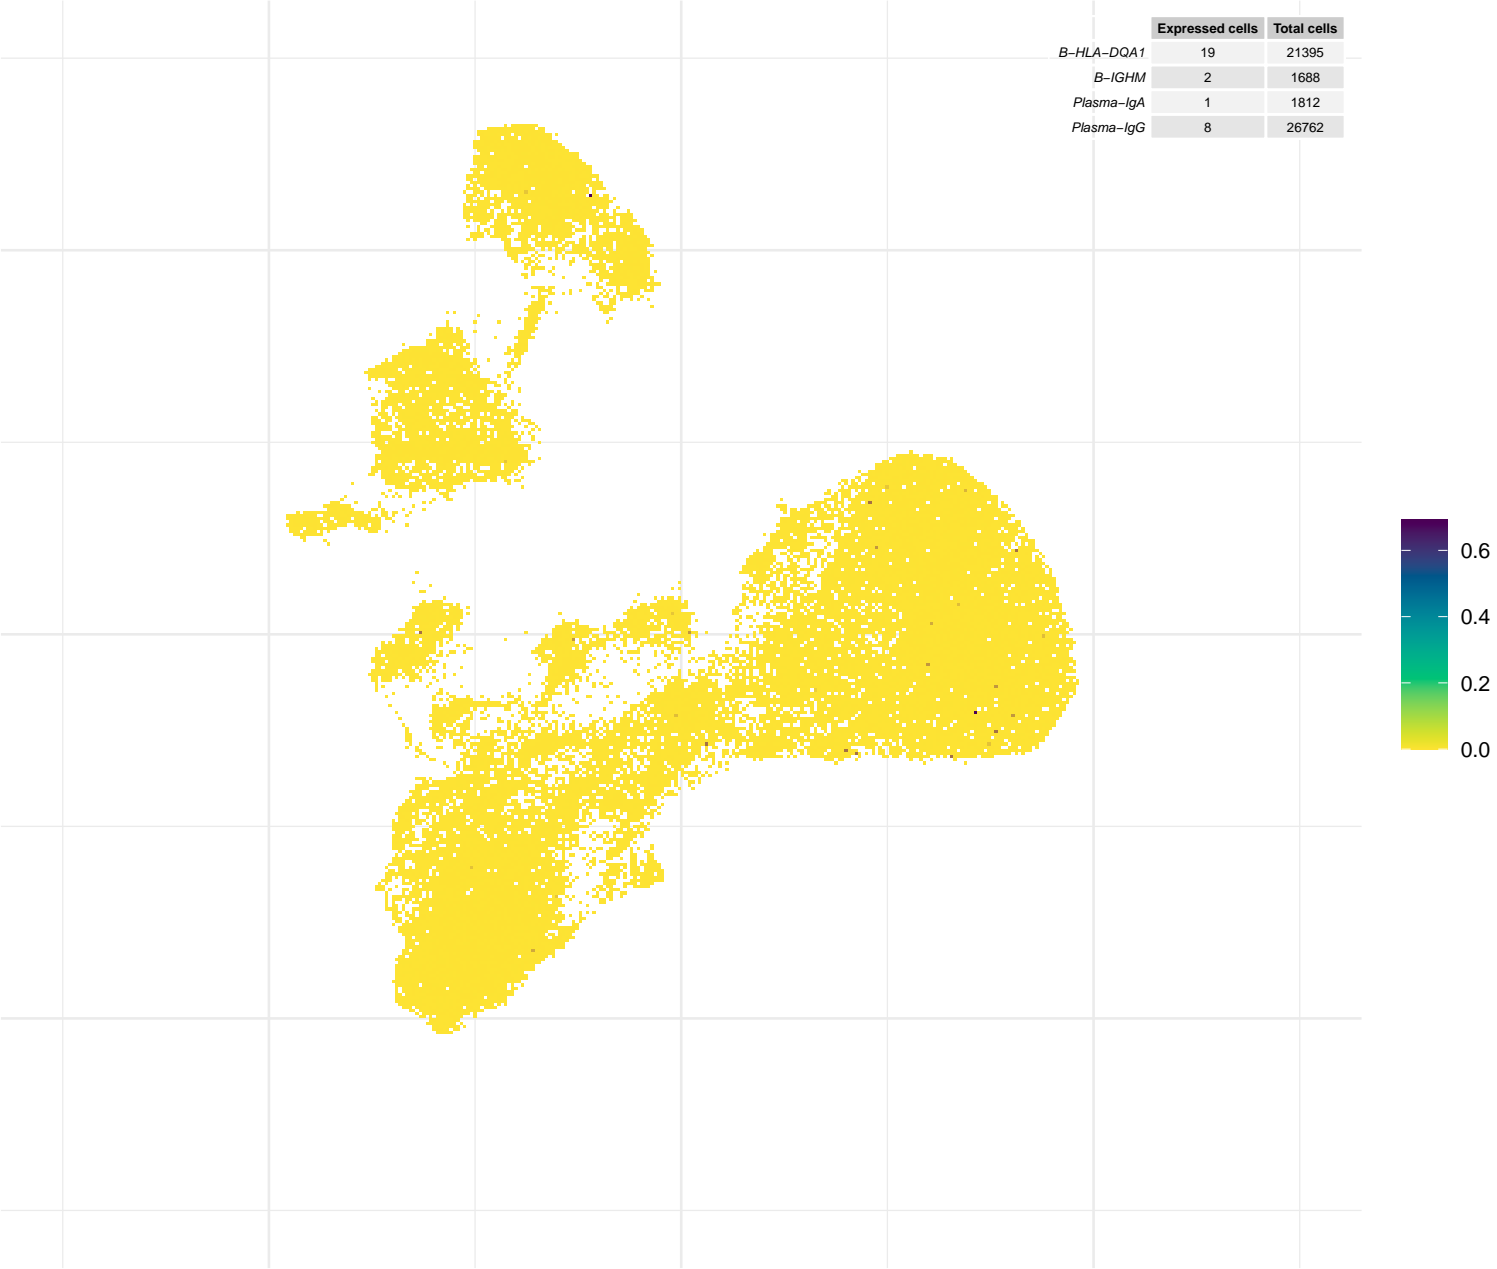 Expressed cells Total cells
B−HLA−DQA1 19 21395
B−IGHM 2 1688
Plasma−IgA 1 1812
Plasma−IgG 8 26762
0.6
0.4
0.2
0.0